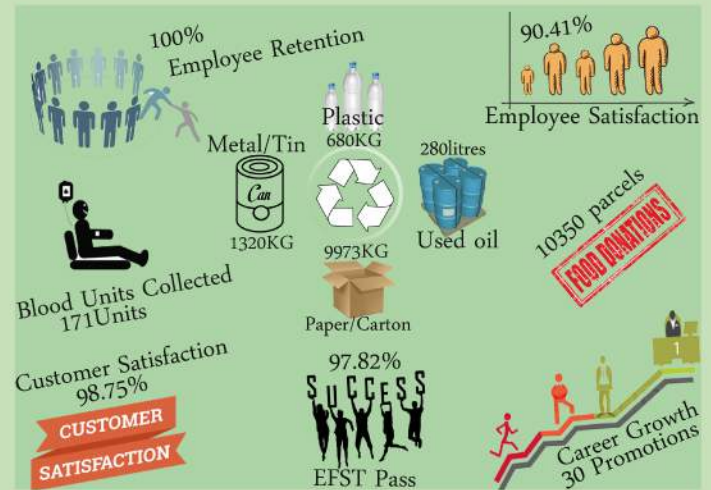 100%
Employee Retention
90.41%
Employee Satisfaction
Plastic
680KG
Metal/Tin
Can
1320KG
280litres
Used oil
9973KG
Paper/Carton
10350 parcels
FOOD DONATIONS
Blood Units Collected
171Units
Customer Satisfaction
98.75%
CUSTOMER
SATISFACTION
97.82%
SUCCESS
EFST Pass
1
Career Growth
30 Promotions